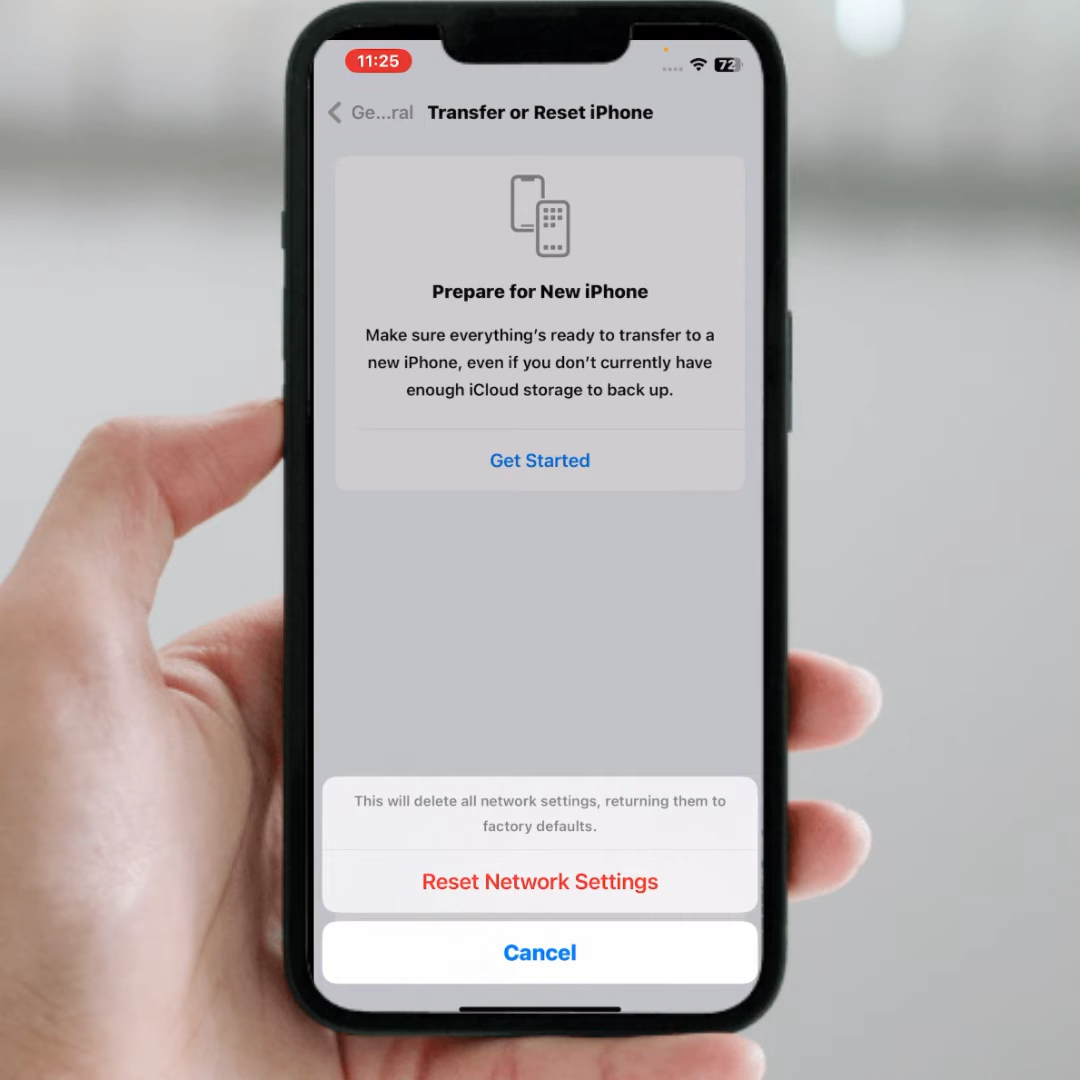 11:25
72
Ge...ral Transfer or Reset iPhone
Prepare for New iPhone
Make sure everything's ready to transfer to a
new iPhone, even if you don't currently have
enough iCloud storage to back up.
Get Started
This will delete all network settings, returning them to
factory defaults.
Reset Network Settings
Cancel